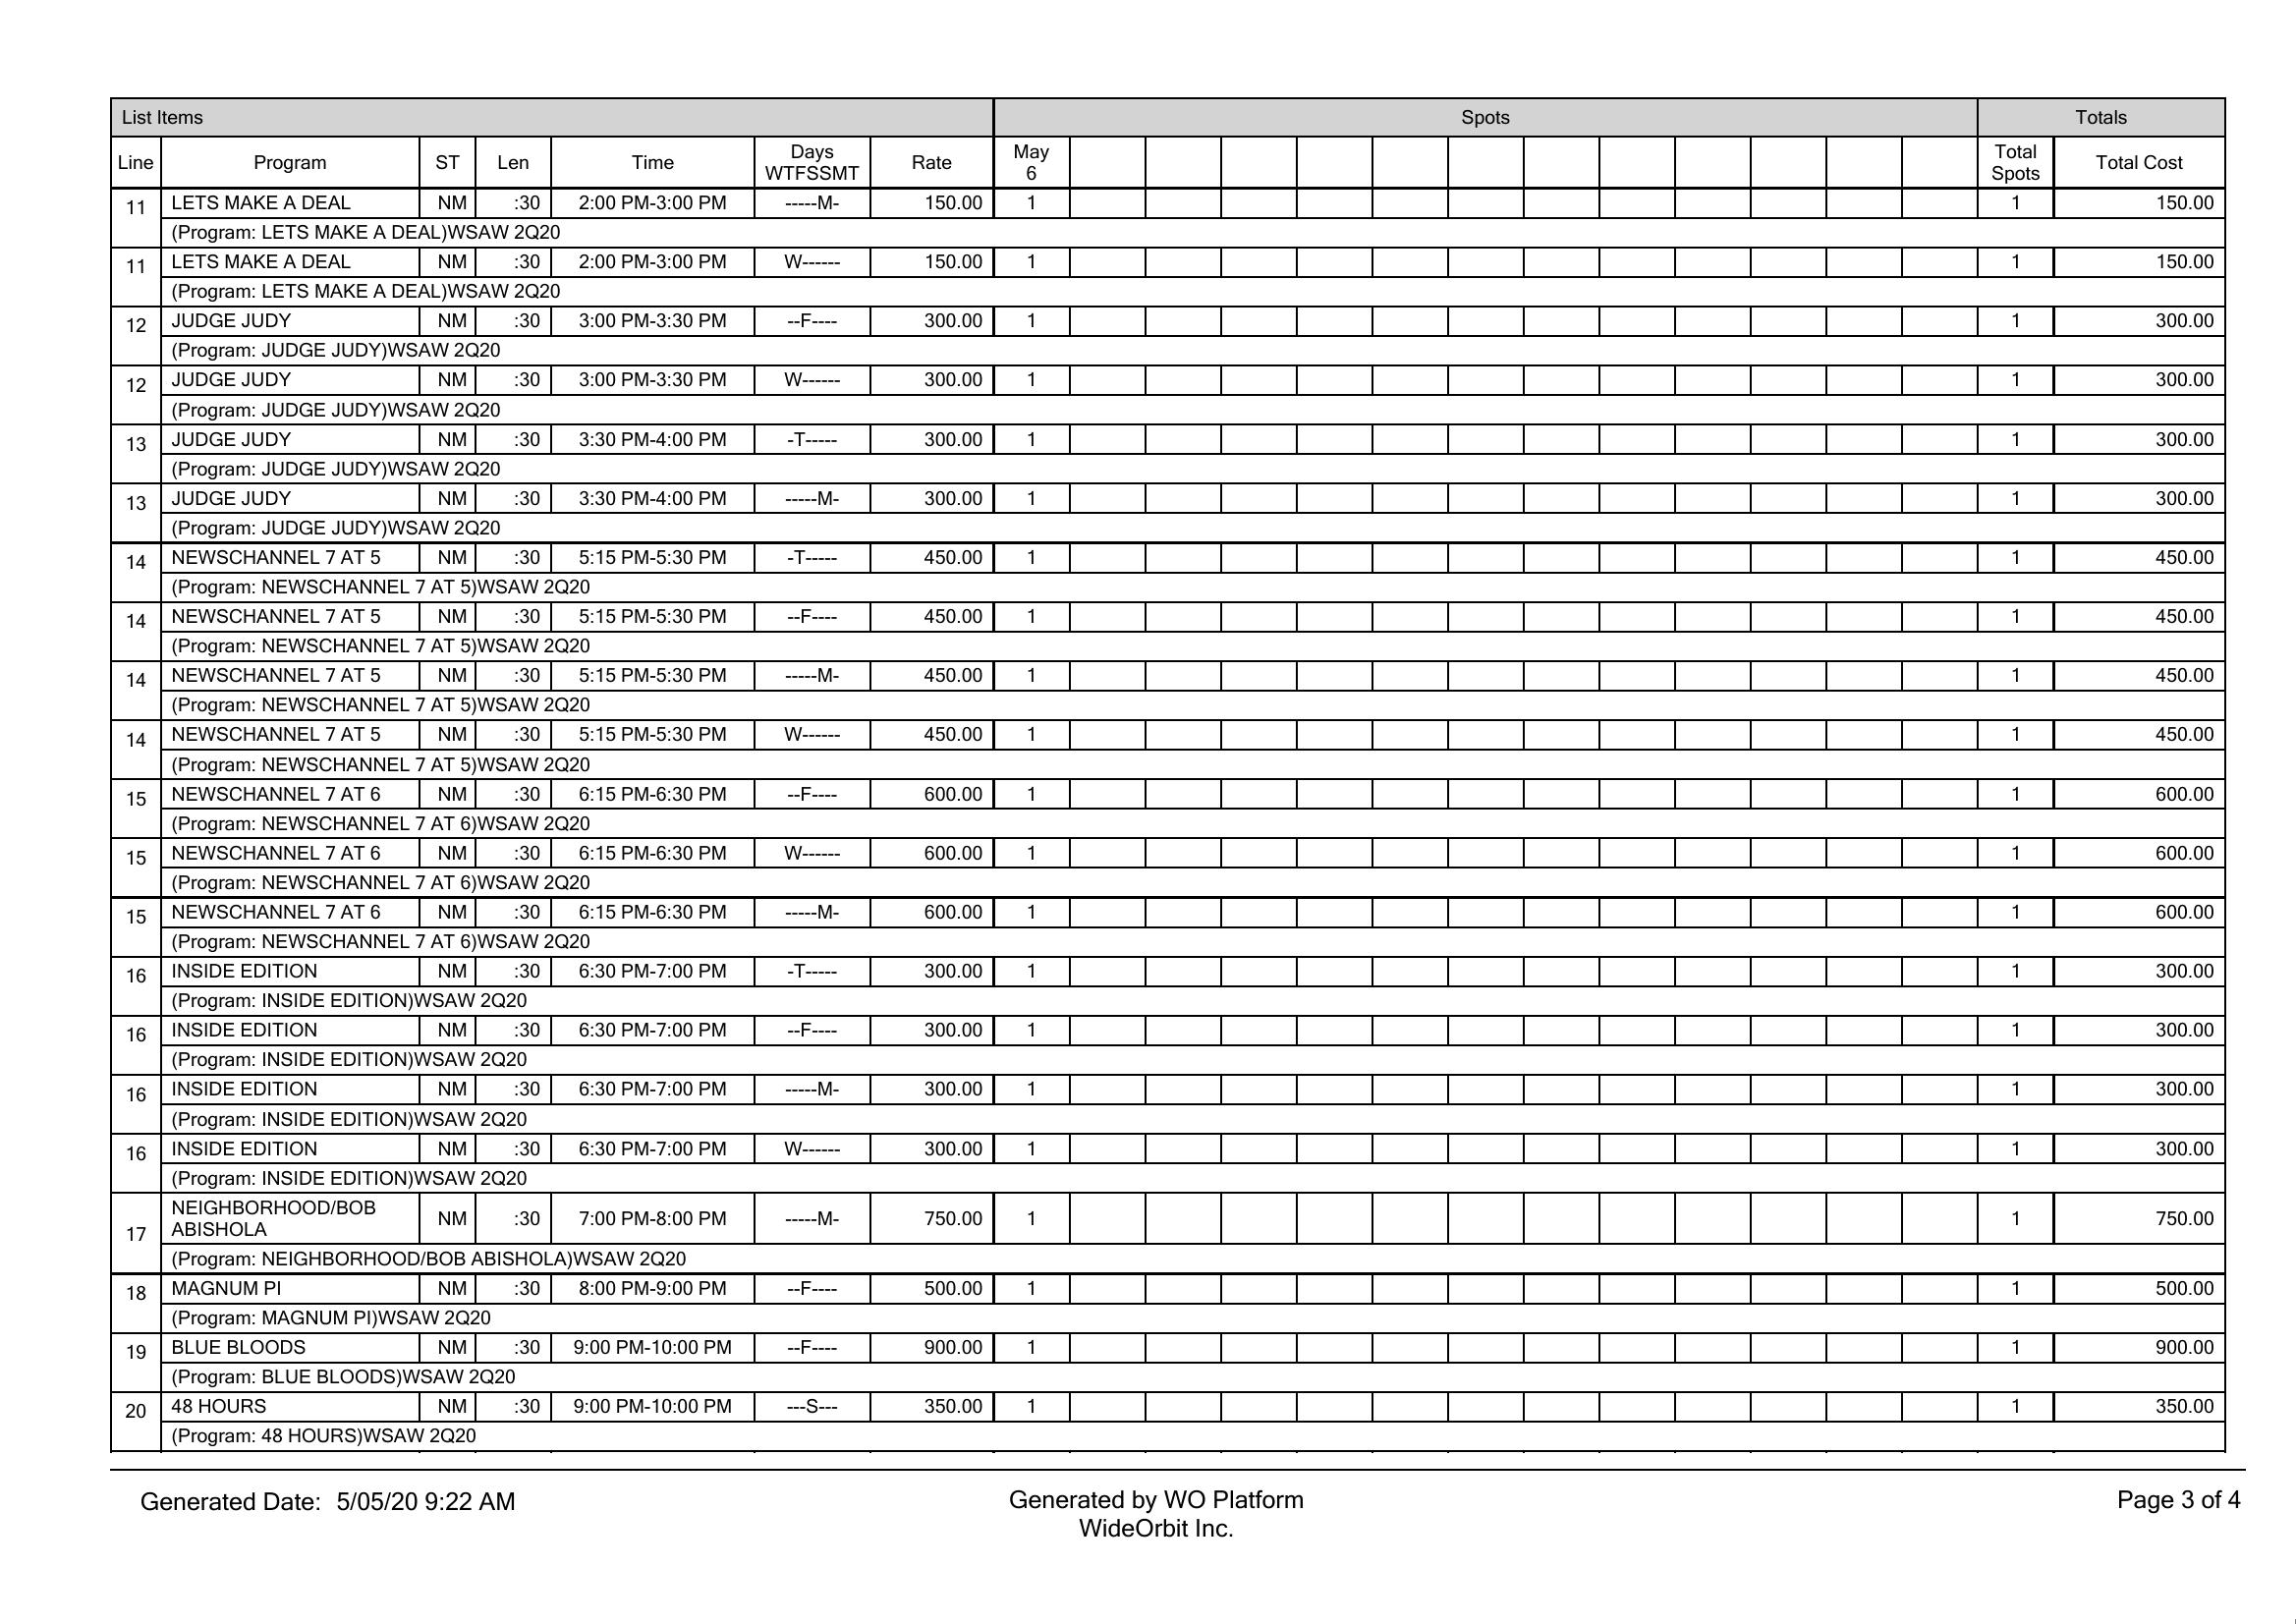 List Items Spots Totals
Line Program ST Len Time Days WTFSSMT Rate May 6 Total Spots Total Cost
11 LETS MAKE A DEAL NM :30 2:00 PM-3:00 PM -----M- 150.00 1 1 150.00
(Program: LETS MAKE A DEAL)WSAW 2Q20
11 LETS MAKE A DEAL NM :30 2:00 PM-3:00 PM W------ 150.00 1 1 150.00
(Program: LETS MAKE A DEAL)WSAW 2Q20
12 JUDGE JUDY NM :30 3:00 PM-3:30 PM --F---- 300.00 1 1 300.00
(Program: JUDGE JUDY)WSAW 2Q20
12 JUDGE JUDY NM :30 3:00 PM-3:30 PM W------ 300.00 1 1 300.00
(Program: JUDGE JUDY)WSAW 2Q20
13 JUDGE JUDY NM :30 3:30 PM-4:00 PM -T----- 300.00 1 1 300.00
(Program: JUDGE JUDY)WSAW 2Q20
13 JUDGE JUDY NM :30 3:30 PM-4:00 PM -----M- 300.00 1 1 300.00
(Program: JUDGE JUDY)WSAW 2Q20
14 NEWSCHANNEL 7 AT 5 NM :30 5:15 PM-5:30 PM -T----- 450.00 1 1 450.00
(Program: NEWSCHANNEL 7 AT 5)WSAW 2Q20
14 NEWSCHANNEL 7 AT 5 NM :30 5:15 PM-5:30 PM --F---- 450.00 1 1 450.00
(Program: NEWSCHANNEL 7 AT 5)WSAW 2Q20
14 NEWSCHANNEL 7 AT 5 NM :30 5:15 PM-5:30 PM -----M- 450.00 1 1 450.00
(Program: NEWSCHANNEL 7 AT 5)WSAW 2Q20
14 NEWSCHANNEL 7 AT 5 NM :30 5:15 PM-5:30 PM W------ 450.00 1 1 450.00
(Program: NEWSCHANNEL 7 AT 5)WSAW 2Q20
15 NEWSCHANNEL 7 AT 6 NM :30 6:15 PM-6:30 PM --F---- 600.00 1 1 600.00
(Program: NEWSCHANNEL 7 AT 6)WSAW 2Q20
15 NEWSCHANNEL 7 AT 6 NM :30 6:15 PM-6:30 PM W------ 600.00 1 1 600.00
(Program: NEWSCHANNEL 7 AT 6)WSAW 2Q20
15 NEWSCHANNEL 7 AT 6 NM :30 6:15 PM-6:30 PM -----M- 600.00 1 1 600.00
(Program: NEWSCHANNEL 7 AT 6)WSAW 2Q20
16 INSIDE EDITION NM :30 6:30 PM-7:00 PM -T----- 300.00 1 1 300.00
(Program: INSIDE EDITION)WSAW 2Q20
16 INSIDE EDITION NM :30 6:30 PM-7:00 PM --F---- 300.00 1 1 300.00
(Program: INSIDE EDITION)WSAW 2Q20
16 INSIDE EDITION NM :30 6:30 PM-7:00 PM -----M- 300.00 1 1 300.00
(Program: INSIDE EDITION)WSAW 2Q20
16 INSIDE EDITION NM :30 6:30 PM-7:00 PM W------ 300.00 1 1 300.00
(Program: INSIDE EDITION)WSAW 2Q20
17 NEIGHBORHOOD/BOB ABISHOLA NM :30 7:00 PM-8:00 PM -----M- 750.00 1 1 750.00
(Program: NEIGHBORHOOD/BOB ABISHOLA)WSAW 2Q20
18 MAGNUM PI NM :30 8:00 PM-9:00 PM --F---- 500.00 1 1 500.00
(Program: MAGNUM PI)WSAW 2Q20
19 BLUE BLOODS NM :30 9:00 PM-10:00 PM --F---- 900.00 1 1 900.00
(Program: BLUE BLOODS)WSAW 2Q20
20 48 HOURS NM :30 9:00 PM-10:00 PM ---S--- 350.00 1 1 350.00
(Program: 48 HOURS)WSAW 2Q20
Generated Date: 5/05/20 9:22 AM Generated by WO Platform Page 3 of 4
WideOrbit Inc.